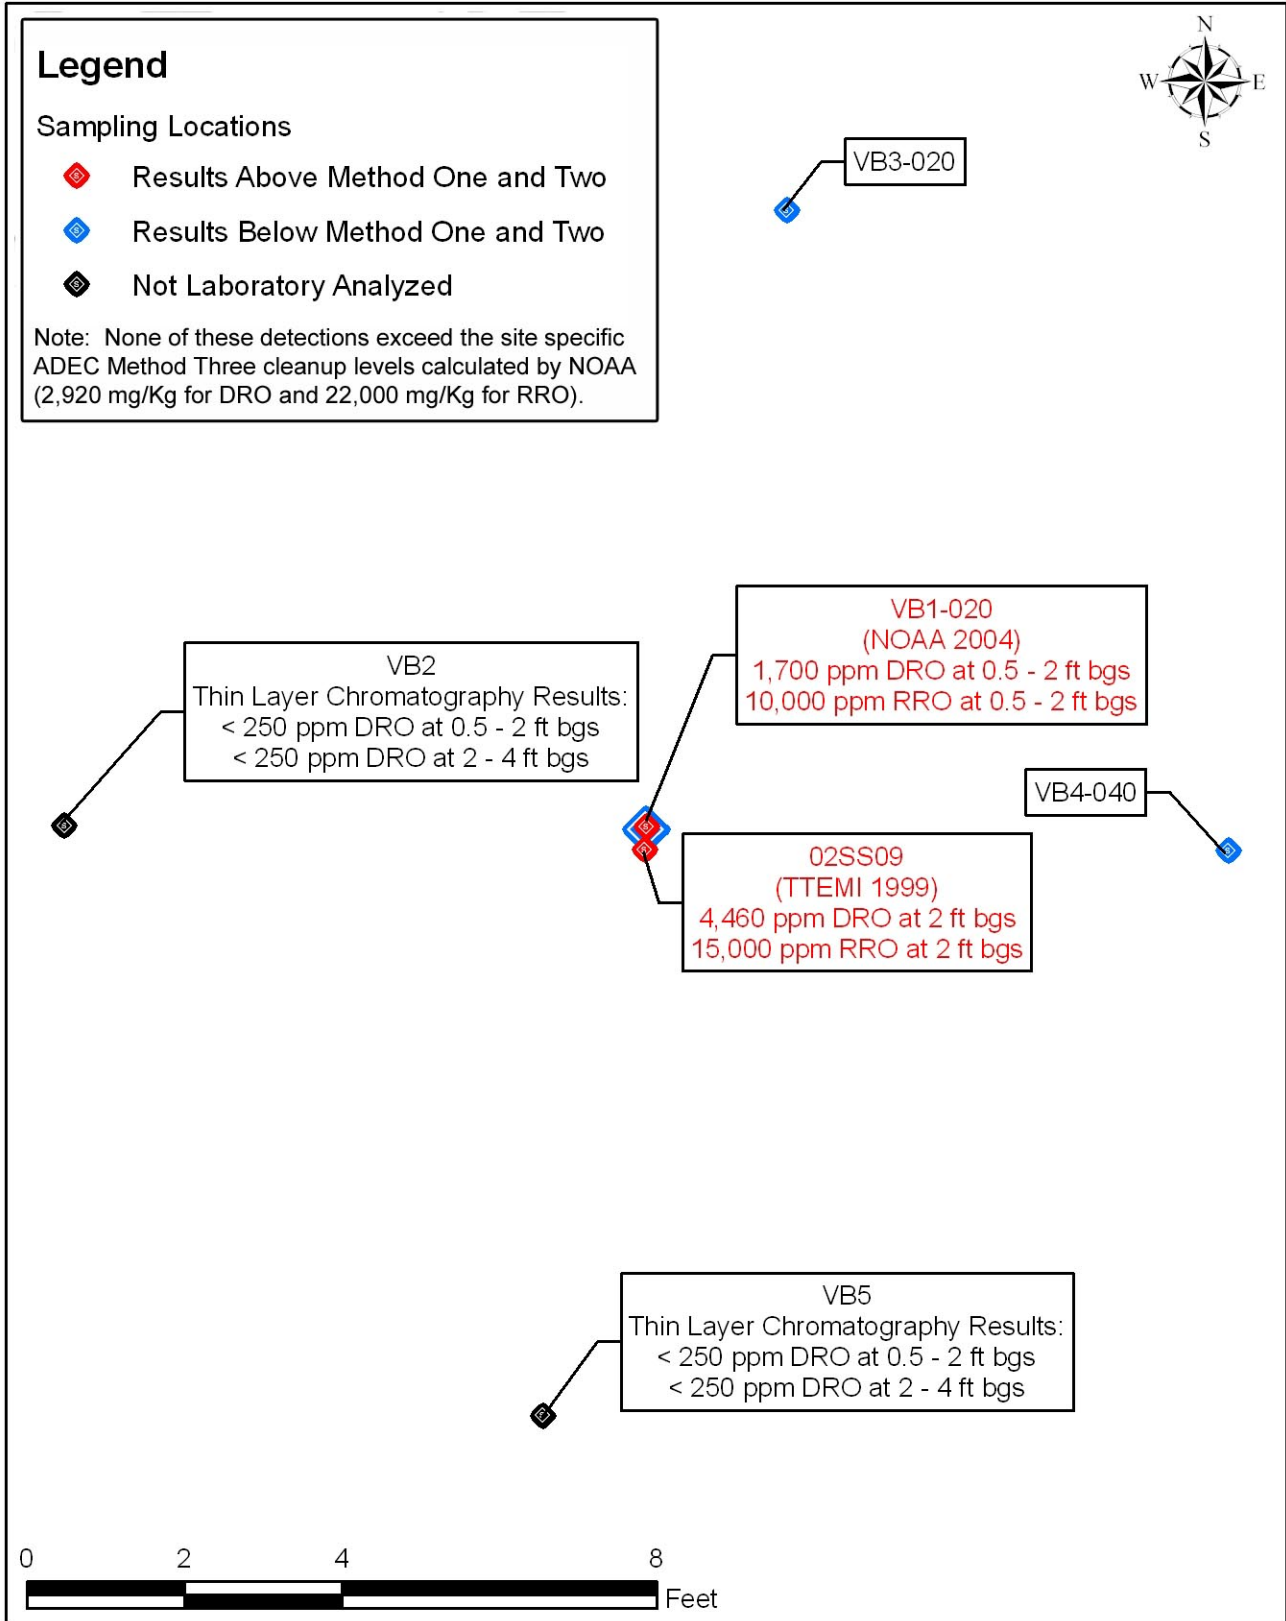 Legend
Sampling Locations
Results Above Method One and Two
Results Below Method One and Two
Not Laboratory Analyzed
Note: None of these detections exceed the site specific
ADEC Method Three cleanup levels calculated by NOAA
(2,920 mg/Kg for DRO and 22,000 mg/Kg for RRO).
N
W
E
S
VB3-020
VB1-020
(NOAA 2004)
1,700 ppm DRO at 0.5 - 2 ft bgs
10,000 ppm RRO at 0.5 - 2 ft bgs
VB2
Thin Layer Chromatography Results:
< 250 ppm DRO at 0.5 - 2 ft bgs
< 250 ppm DRO at 2 - 4 ft bgs
VB4-040
02SS09
(TTEMI 1999)
4,460 ppm DRO at 2 ft bgs
15,000 ppm RRO at 2 ft bgs
VB5
Thin Layer Chromatography Results:
< 250 ppm DRO at 0.5 - 2 ft bgs
< 250 ppm DRO at 2 - 4 ft bgs
0 2 4 8
Feet